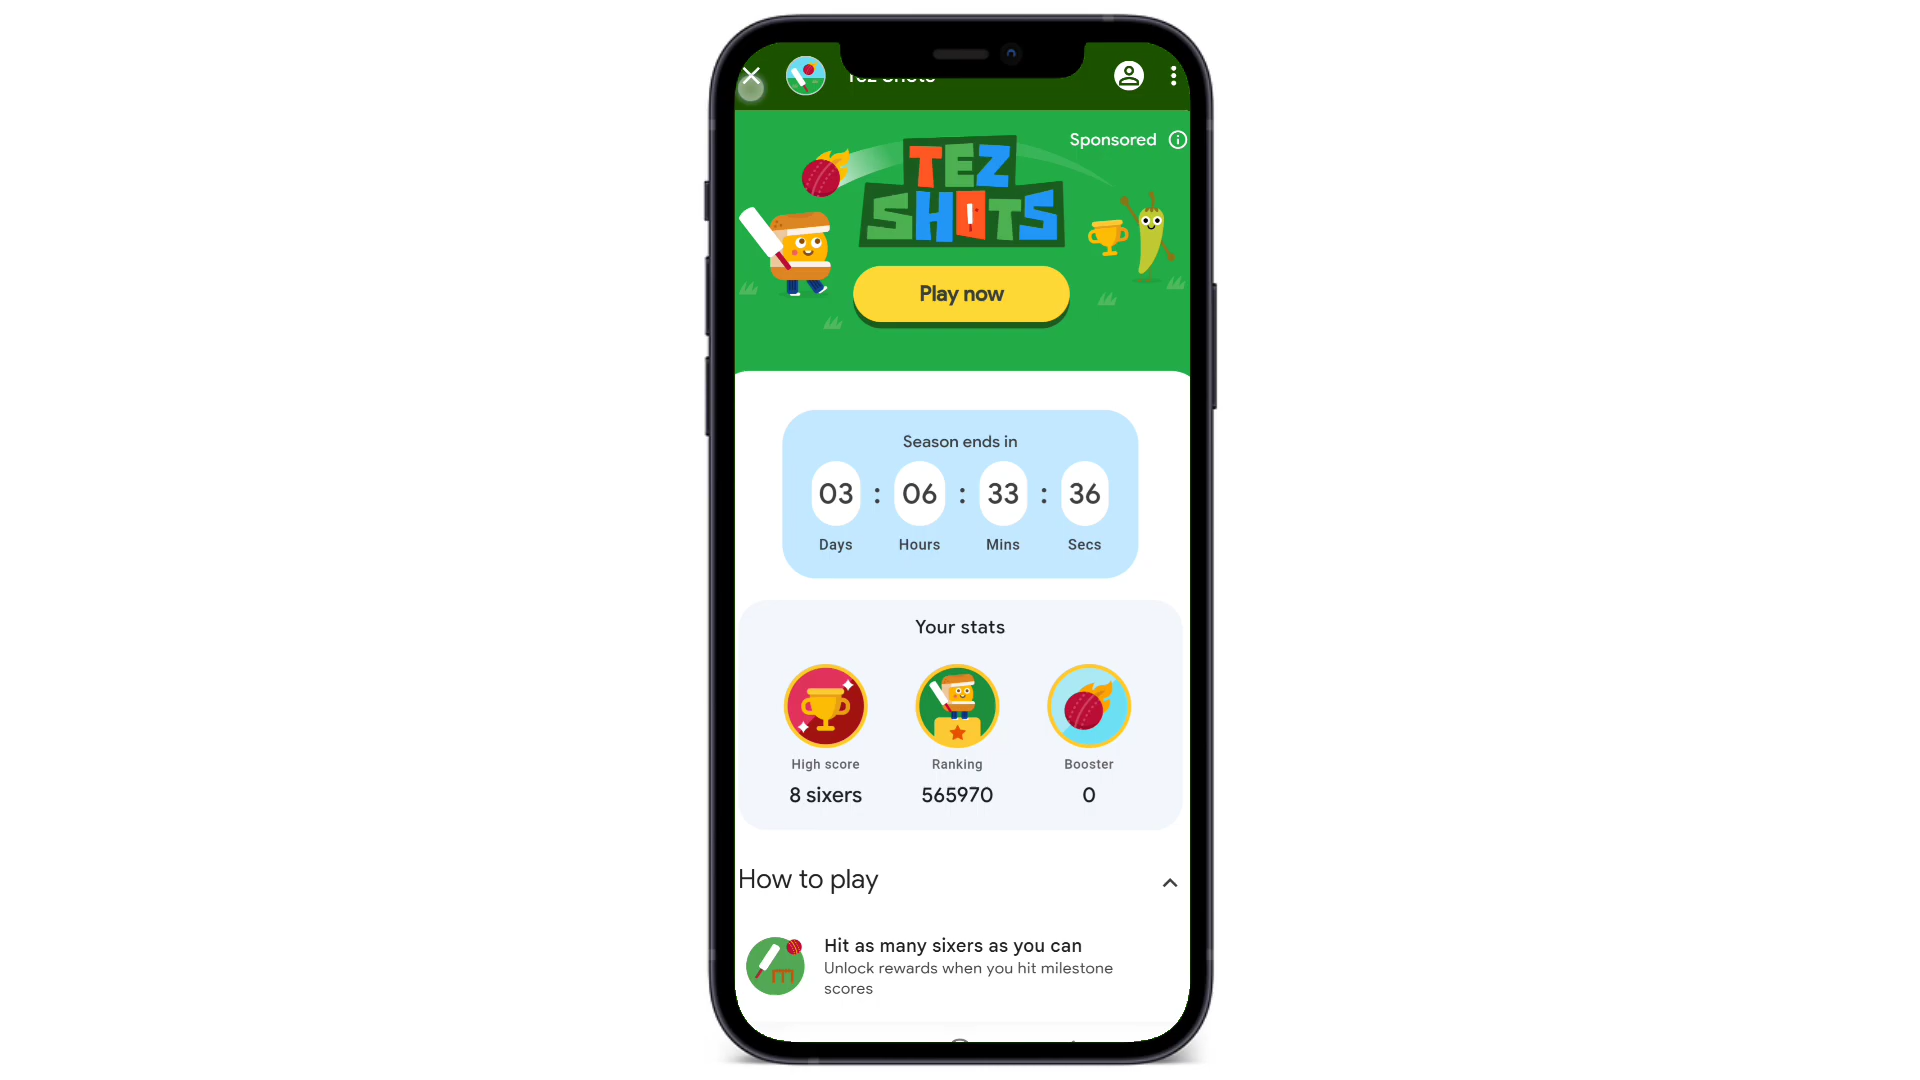 Sponsored
TEZ
SHOTS
Play now
Season ends in
03 : 06 : 33 : 36
Days Hours Mins Secs
Your stats
High score Ranking Booster
8 sixers 565970 0
How to play
Hit as many sixers as you can
Unlock rewards when you hit milestone
scores